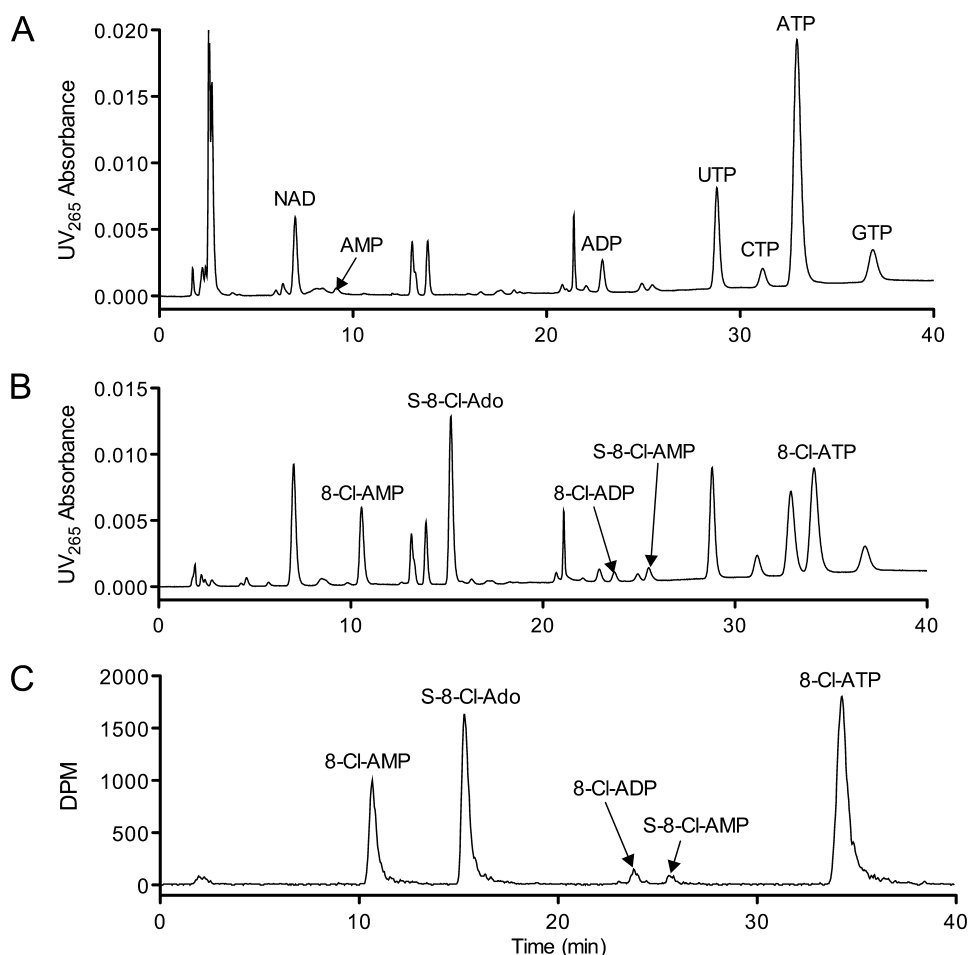 A
UV265 Absorbance
0.020
0.015
0.010
0.005
0.000
NAD
AMP
ADP
UTP
CTP
ATP
GTP
0 10 20 30 40
B
UV265 Absorbance
0.015
0.010
0.005
0.000
8-Cl-AMP
S-8-Cl-Ado
8-Cl-ADP
S-8-Cl-AMP
8-Cl-ATP
0 10 20 30 40
C
DPM
2000
1500
1000
500
0
8-Cl-AMP
S-8-Cl-Ado
8-Cl-ADP
S-8-Cl-AMP
8-Cl-ATP
0 10 20 30 40
Time (min)